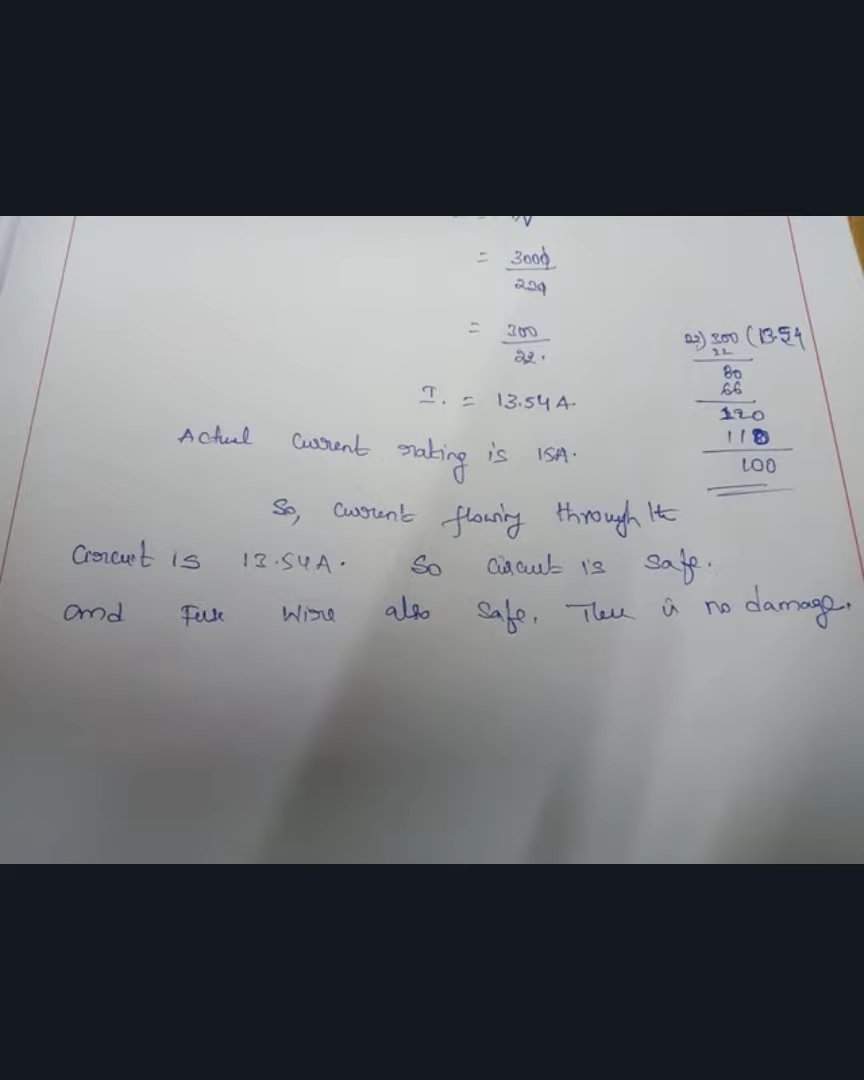 = 3000
220
= 300
22.
I. = 13.54 A.
22) 300 ( 13.54
22
80
66
120
110
100
Actual current rating is 15A.
So, current flowing through the
Circuit is 13.54A. So circuit is safe.
and Fuse wire also safe. There is no damage.